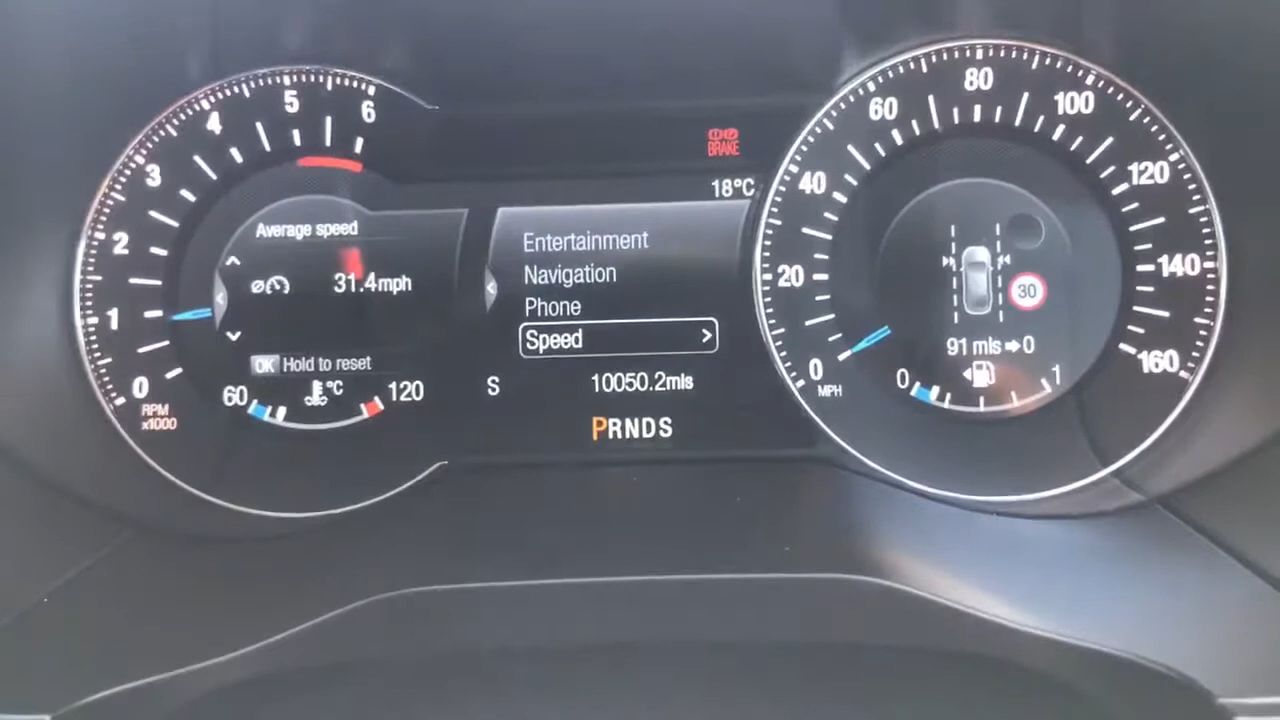 0
1
2
3
4
5
6
RPM
x1000
Average speed
31.4mph
OK Hold to reset
60
°C
120
BRAKE
18°C
Entertainment
Navigation
Phone
Speed
S
10050.2mls
PRNDS
0
20
40
60
80
100
120
140
160
MPH
30
91 mls
0
0
1